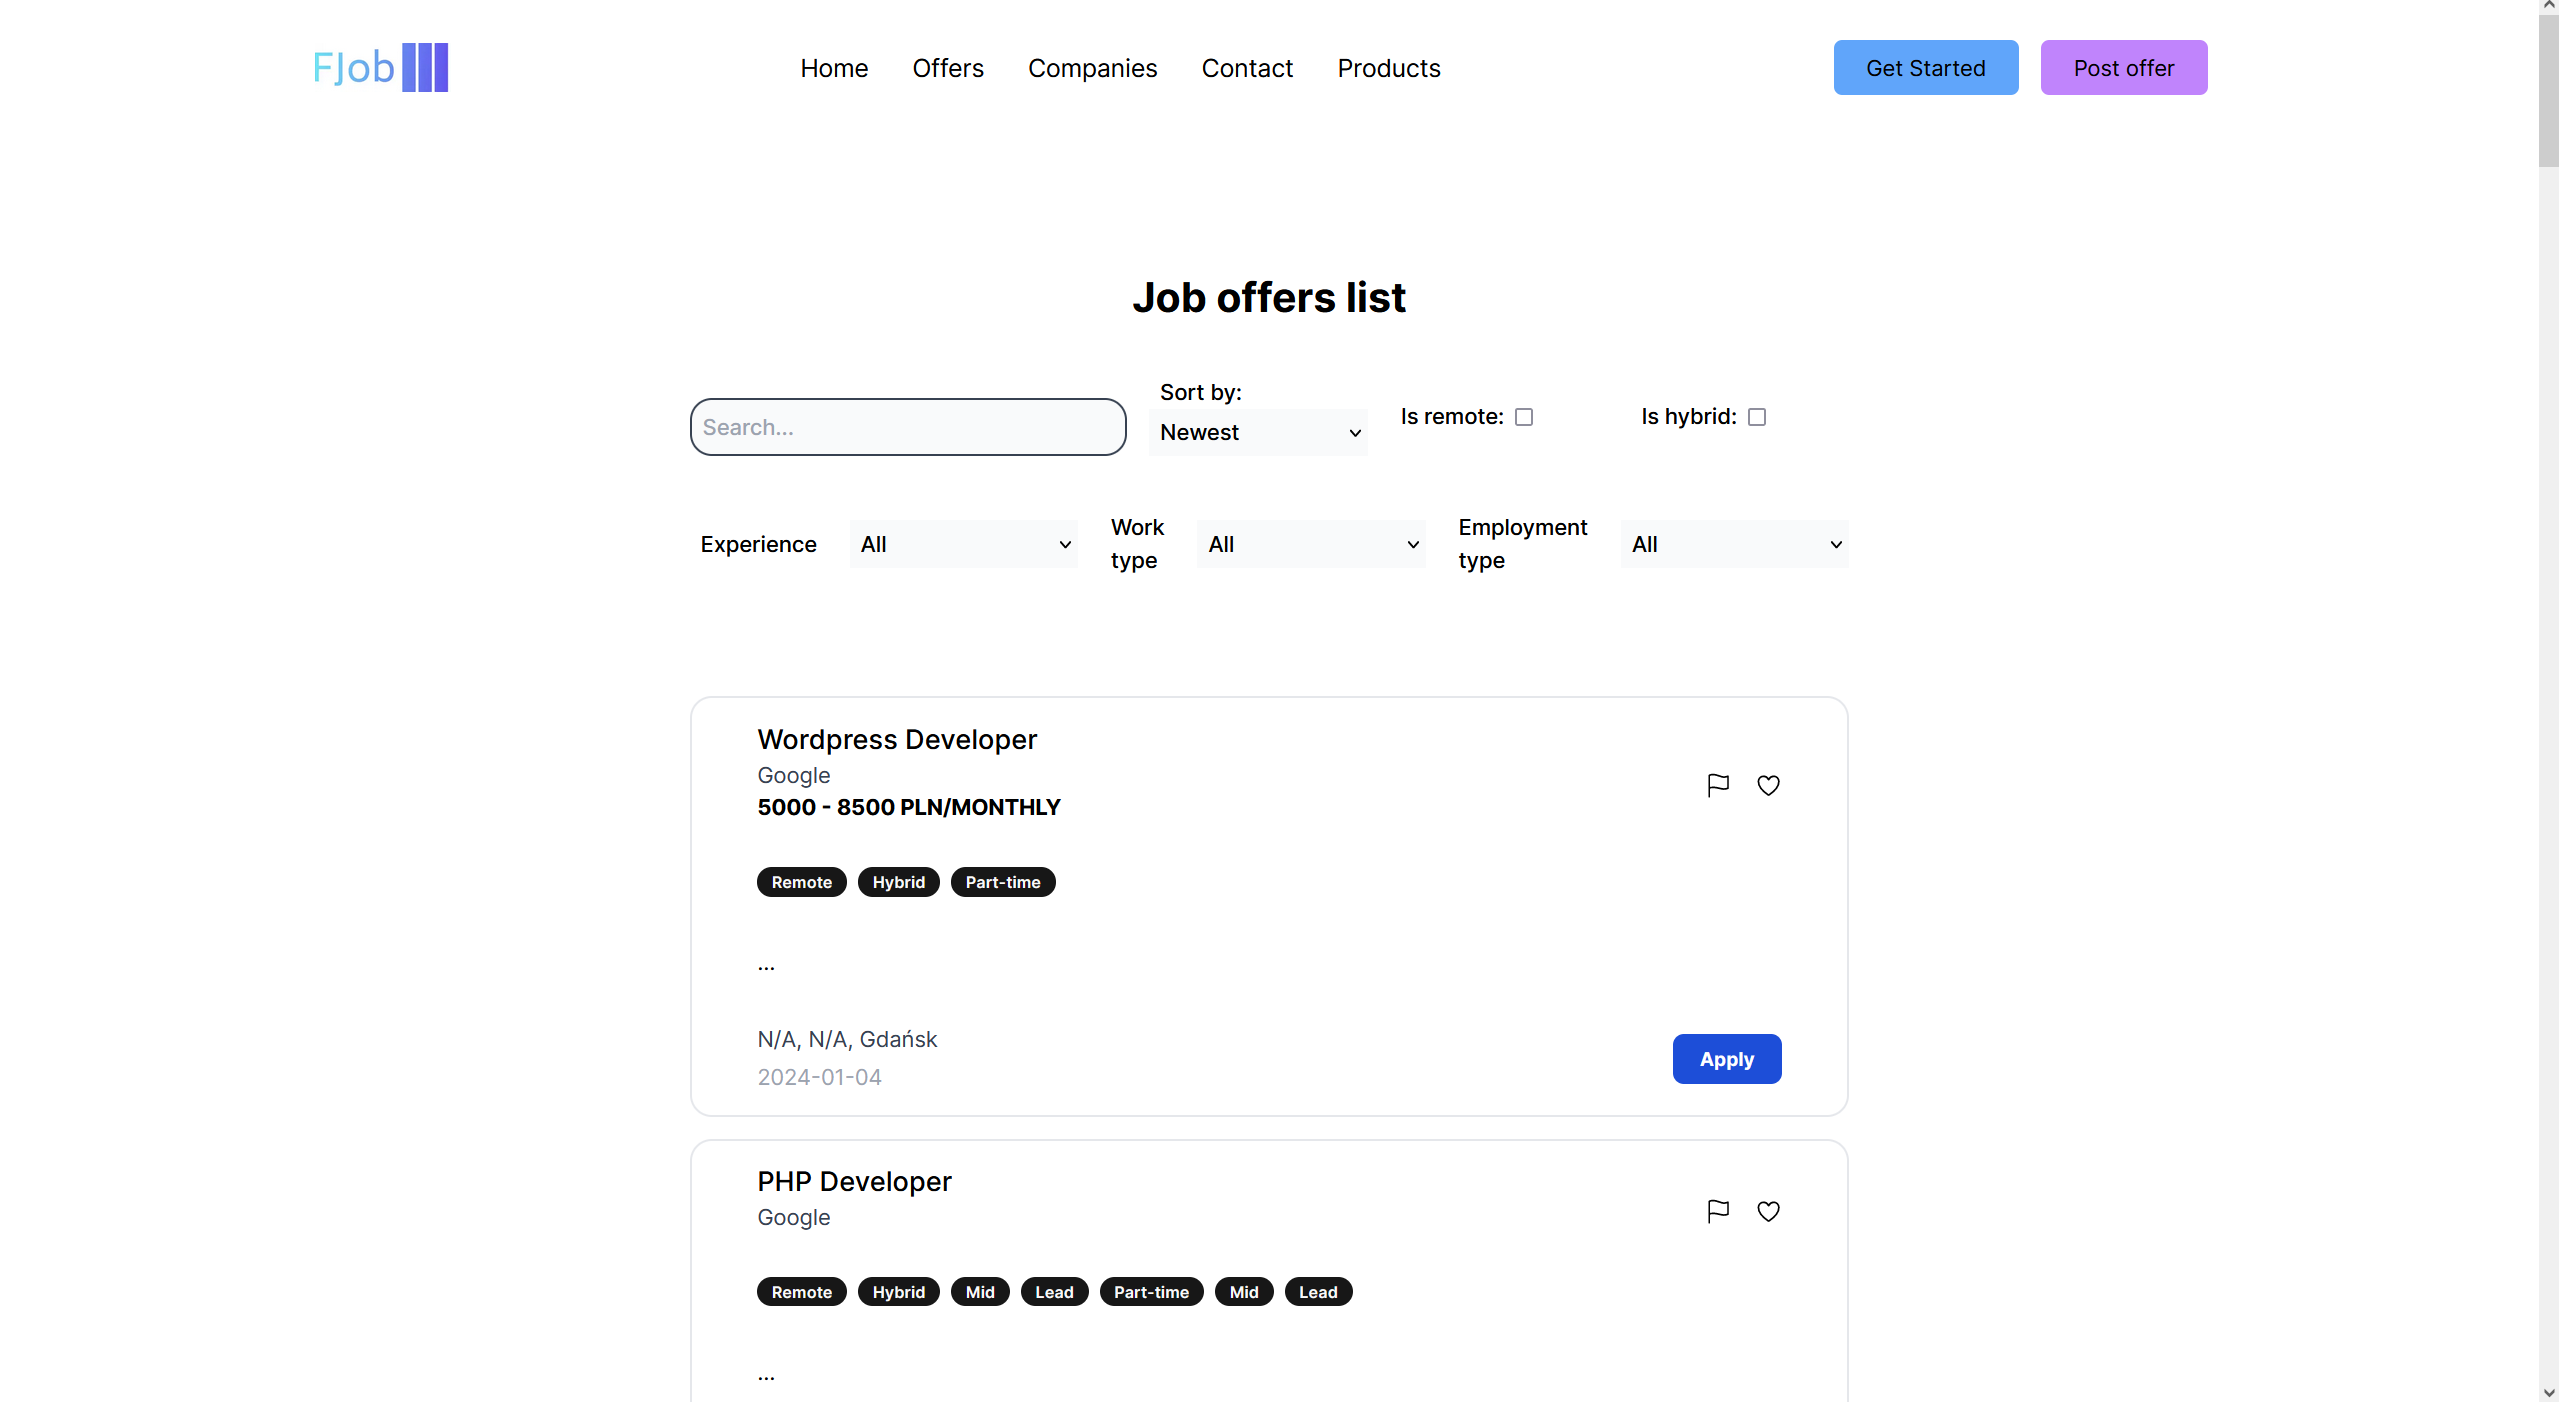 FJob
Home Offers Companies Contact Products
Get Started Post offer
Job offers list
Search...
Sort by:
Newest
Is remote:
Is hybrid:
Experience All
Work type All
Employment type All
Wordpress Developer
Google
5000 - 8500 PLN/MONTHLY
Remote Hybrid Part-time
...
N/A, N/A, Gdańsk
2024-01-04
Apply
PHP Developer
Google
Remote Hybrid Mid Lead Part-time Mid Lead
...